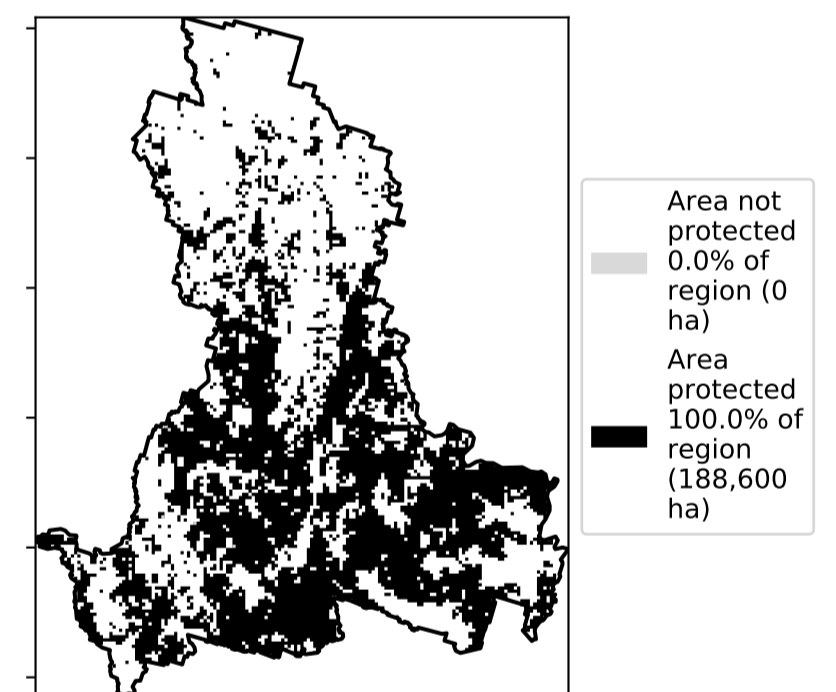 Area not
protected
0.0% of
region (0
ha)
Area
protected
100.0% of
region
(188,600
ha)